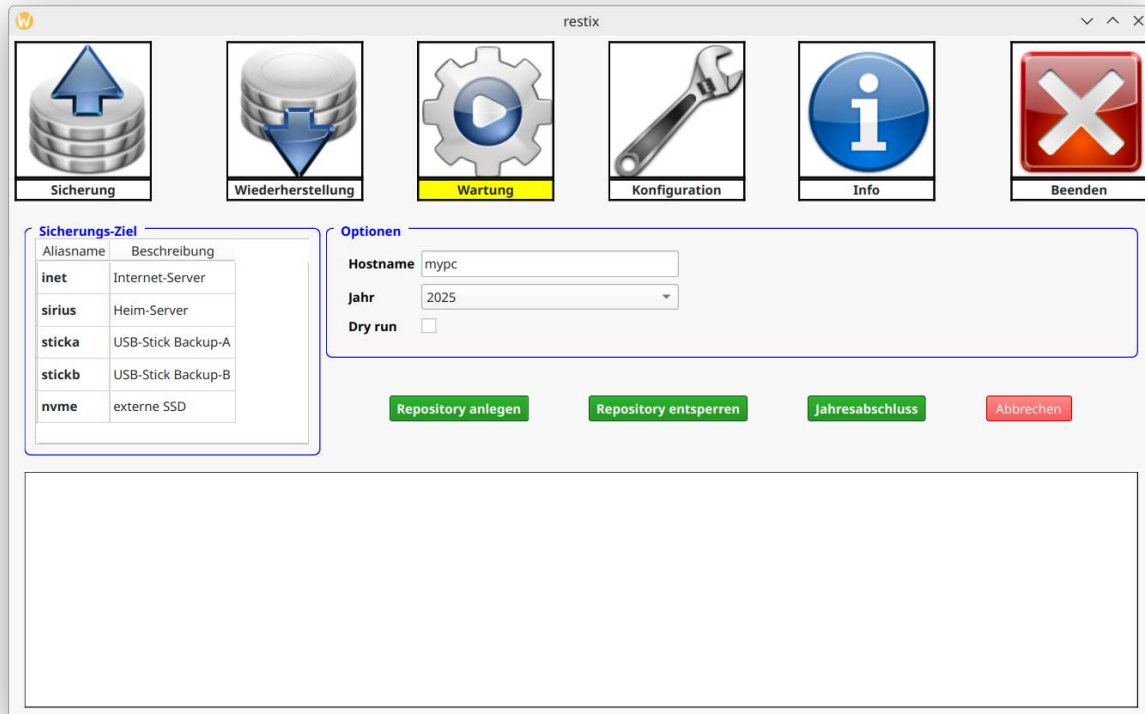 restix
Sicherung
Wiederherstellung
Wartung
Konfiguration
Info
Beenden
Sicherungs-Ziel
Aliasname Beschreibung
inet Internet-Server
sirius Heim-Server
sticka USB-Stick Backup-A
stickb USB-Stick Backup-B
nvme externe SSD
Optionen
Hostname mypc
Jahr 2025
Dry run
Repository anlegen
Repository entsperren
Jahresabschluss
Abbrechen